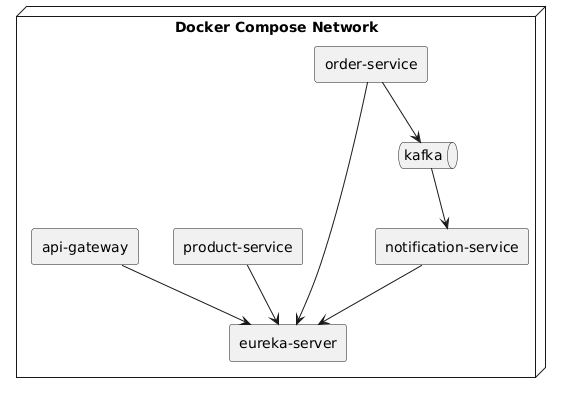 Docker Compose Network
order-service
kafka
api-gateway
product-service
notification-service
eureka-server